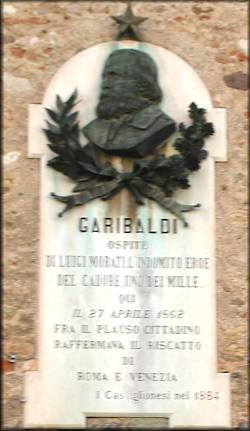 GARIBALDI
OSPITE
DI LUIGI MORATI L'INDOMITO EROE
DEL CADORE, UNO DEI MILLE.
QUI
IL 27 APRILE 1862
FRA IL PLAUSO CITTADINO
RAFFERMAVA IL RISCATTO
DI
ROMA E VENEZIA
I Castiglionesi nel 1884